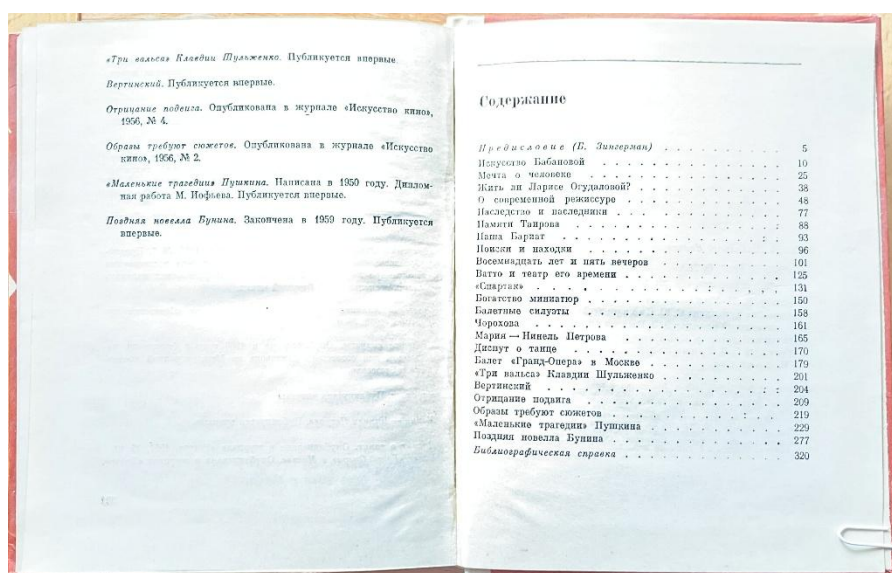 «Три вальса» Клавдии Шульженко. Публикуется впервые
Вертинский. Публикуется впервые.
Отрицание подвига. Опубликована в журнале «Искусство кино»,
1956, № 4.
Образы требуют сюжетов. Опубликована в журнале «Искусство
кино», 1956, № 2.
«Маленькие трагедии» Пушкина. Написана в 1950 году. Диплом-
ная работа М. Иофьева. Публикуется впервые.
Поздняя новелла Бунина. Закончена в 1959 году. Публикуется
впервые.
Содержание
Предисловие (Б. Зингерман) . . . . . . . . . . 5
Искусство Бабановой . . . . . . . . . . 10
Мечта о человеке . . . . . . . . . . 25
Жить ли Ларисе Огудаловой? . . . . . . . . . . 38
О современной режиссуре . . . . . . . . . . 48
Наследство и наследники . . . . . . . . . . 77
Памяти Таирова . . . . . . . . . . 88
Наша Бариат . . . . . . . . . . 93
Поиски и находки . . . . . . . . . . 96
Восемнадцать лет и пять вечеров . . . . . . . . . . 101
Ватто и театр его времени . . . . . . . . . . 125
«Спартак» . . . . . . . . . . 131
Богатство миниатюр . . . . . . . . . . 150
Балетные силуэты . . . . . . . . . . 158
Чорохова . . . . . . . . . . 161
Мария — Нинель Петрова . . . . . . . . . . 165
Диспут о танце . . . . . . . . . . 170
Балет «Гранд-Опера» в Москве . . . . . . . . . . 179
«Три вальса» Клавдии Шульженко . . . . . . . . . . 201
Вертинский . . . . . . . . . . 204
Отрицание подвига . . . . . . . . . . 209
Образы требуют сюжетов . . . . . . . . . . 219
«Маленькие трагедии» Пушкина . . . . . . . . . . 229
Поздняя новелла Бунина . . . . . . . . . . 277
Библиографическая справка . . . . . . . . . . 320